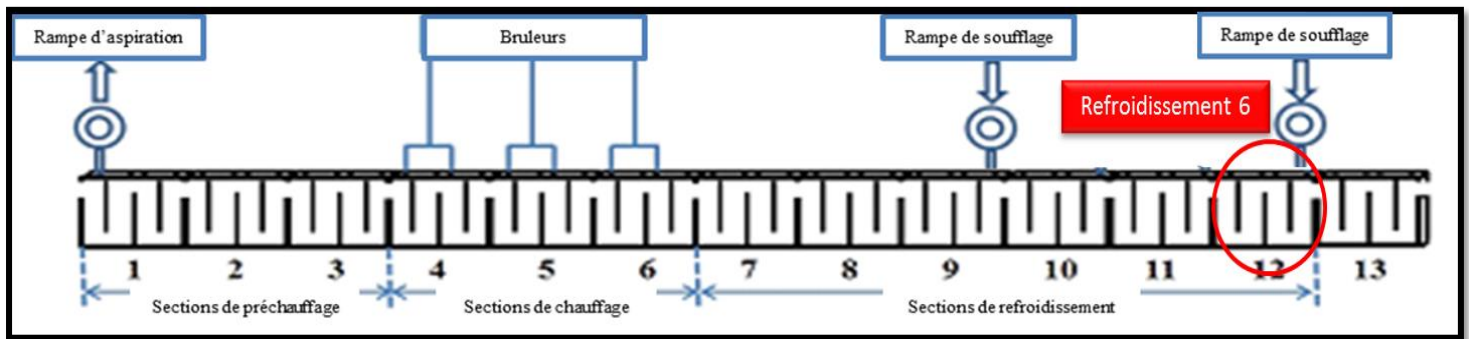 Rampe d'aspiration
Bruleurs
Rampe de soufflage
Rampe de soufflage
Refroidissement 6
1 2 3 4 5 6 7 8 9 10 11 12 13
Sections de préchauffage
Sections de chauffage
Sections de refroidissement